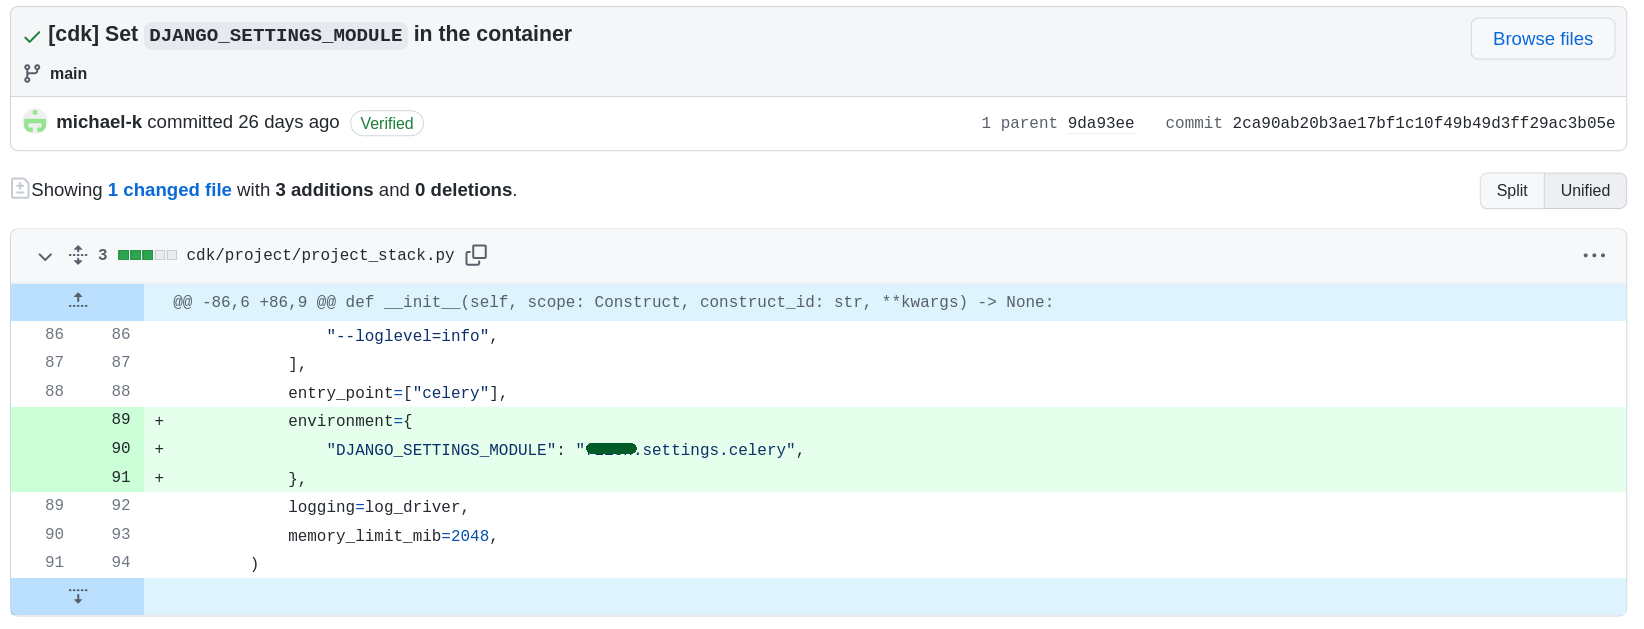 [cdk] Set DJANGO_SETTINGS_MODULE in the container
Browse files
main
michael-k committed 26 days ago Verified
1 parent 9da93ee commit 2ca90ab20b3ae17bf1c10f49b49d3ff29ac3b05e
Showing 1 changed file with 3 additions and 0 deletions.
Split Unified
3 cdk/project/project_stack.py
@@ -86,6 +86,9 @@ def __init__(self, scope: Construct, construct_id: str, **kwargs) -> None:
86 86 "--loglevel=info",
87 87 ],
88 88 entry_point=["celery"],
89 + environment={
90 + "DJANGO_SETTINGS_MODULE": ".settings.celery",
91 + },
89 92 logging=log_driver,
90 93 memory_limit_mib=2048,
91 94 )